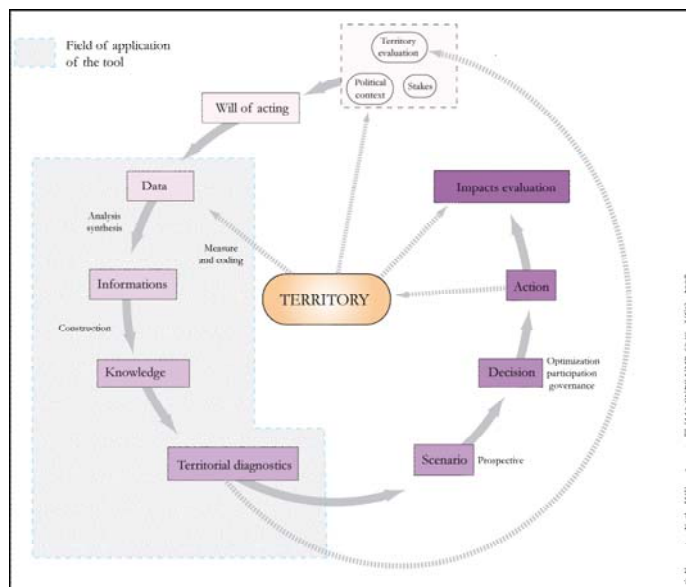 Field of application
of the tool
Territory
evaluation
Political
context
Stakes
Will of acting
Data
Impacts evaluation
Analysis
synthesis
Measure
and coding
Informations
TERRITORY
Action
Construction
Knowledge
Decision
Optimization
participation
governance
Territorial diagnostics
Scenario
Prospective